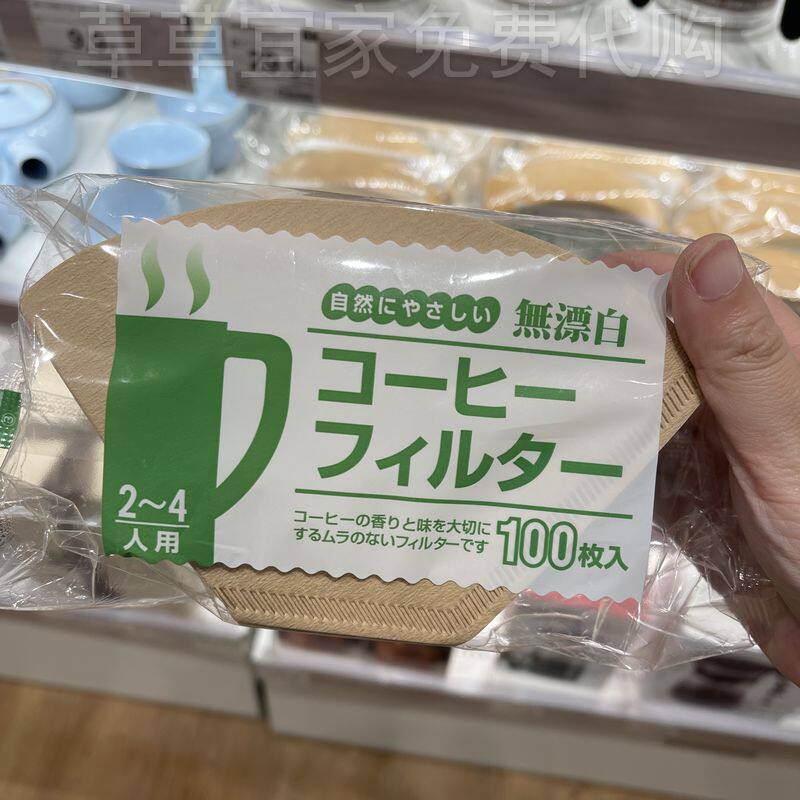 草草宜家免费代购
自然にやさしい 無漂白
コーヒー
フィルター
2〜4
人用
コーヒーの香りと味を大切に
するムラのないフィルターです
100枚入